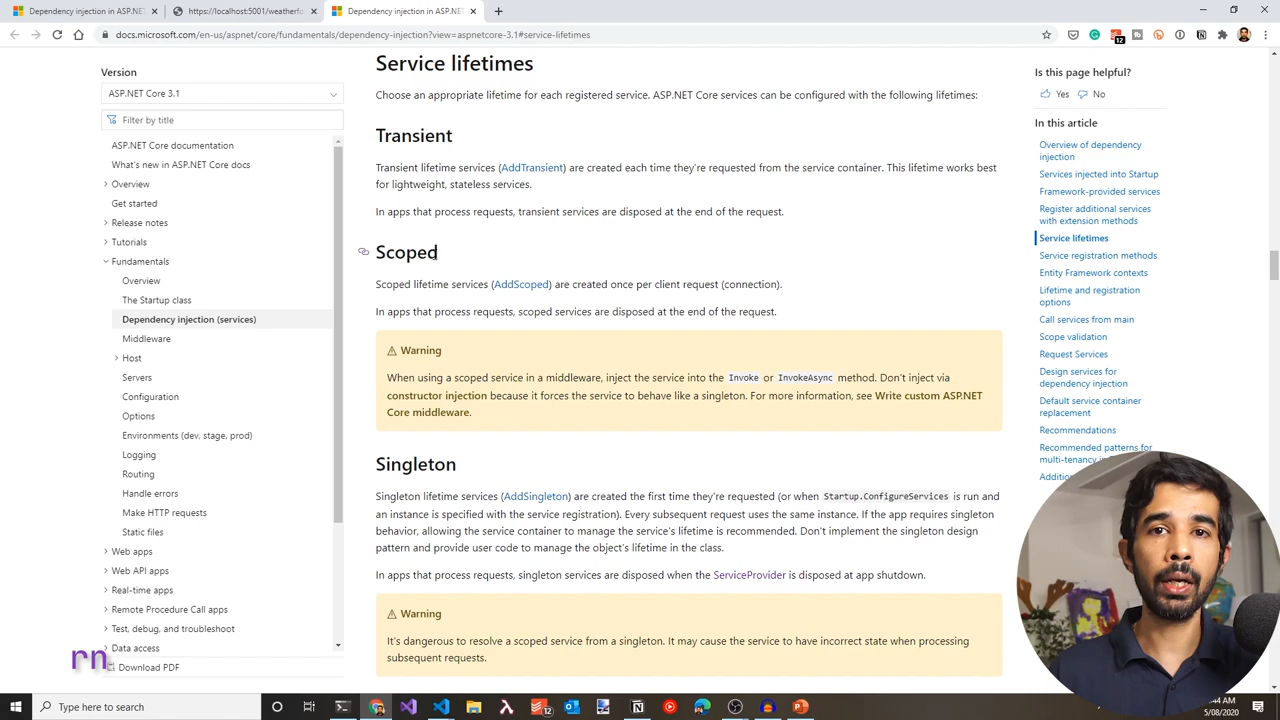 Dependency injection in ASP.NET
https://localhost:5001/weatherfo
Dependency injection in ASP.NET
docs.microsoft.com/en-us/aspnet/core/fundamentals/dependency-injection?view=aspnetcore-3.1#service-lifetimes
12
Version
ASP.NET Core 3.1
Filter by title
ASP.NET Core documentation
What's new in ASP.NET Core docs
Overview
Get started
Release notes
Tutorials
Fundamentals
Overview
The Startup class
Dependency injection (services)
Middleware
Host
Servers
Configuration
Options
Environments (dev, stage, prod)
Logging
Routing
Handle errors
Make HTTP requests
Static files
Web apps
Web API apps
Real-time apps
Remote Procedure Call apps
Test, debug, and troubleshoot
Data access
Download PDF
rn
Service lifetimes
Choose an appropriate lifetime for each registered service. ASP.NET Core services can be configured with the following lifetimes:
Transient
Transient lifetime services (AddTransient) are created each time they're requested from the service container. This lifetime works best
for lightweight, stateless services.
In apps that process requests, transient services are disposed at the end of the request.
Scoped
Scoped lifetime services (AddScoped) are created once per client request (connection).
In apps that process requests, scoped services are disposed at the end of the request.
Warning
When using a scoped service in a middleware, inject the service into the Invoke or InvokeAsync method. Don't inject via
constructor injection because it forces the service to behave like a singleton. For more information, see Write custom ASP.NET
Core middleware.
Singleton
Singleton lifetime services (AddSingleton) are created the first time they're requested (or when Startup.ConfigureServices is run and
an instance is specified with the service registration). Every subsequent request uses the same instance. If the app requires singleton
behavior, allowing the service container to manage the service's lifetime is recommended. Don't implement the singleton design
pattern and provide user code to manage the object's lifetime in the class.
In apps that process requests, singleton services are disposed when the ServiceProvider is disposed at app shutdown.
Warning
It's dangerous to resolve a scoped service from a singleton. It may cause the service to have incorrect state when processing
subsequent requests.
Is this page helpful?
Yes No
In this article
Overview of dependency
injection
Services injected into Startup
Framework-provided services
Register additional services
with extension methods
Service lifetimes
Service registration methods
Entity Framework contexts
Lifetime and registration
options
Call services from main
Scope validation
Request Services
Design services for
dependency injection
Default service container
replacement
Recommendations
Recommended patterns for
multi-tenancy in
Additio
Type here to search
12
:44 AM
5/08/2020